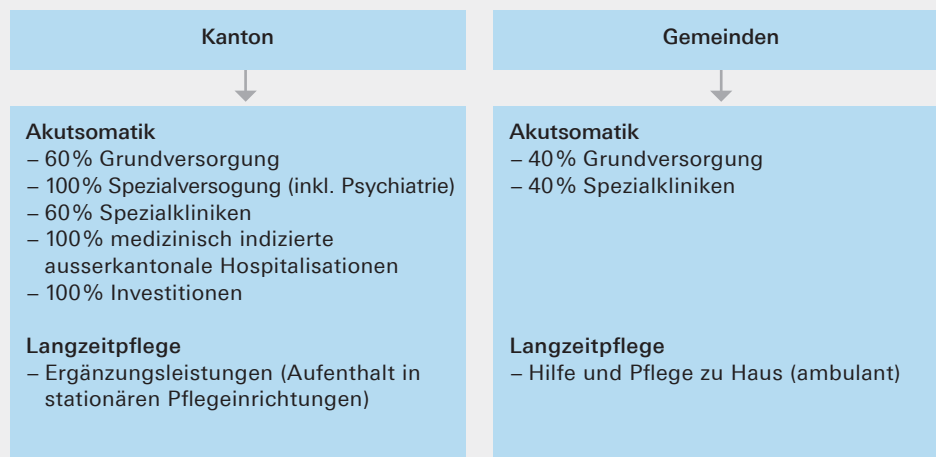 Kanton
Akutsomatik
– 60% Grundversorgung
– 100% Spezialversogung (inkl. Psychiatrie)
– 60% Spezialkliniken
– 100% medizinisch indizierte
ausserkantonale Hospitalisationen
– 100% Investitionen
Langzeitpflege
– Ergänzungsleistungen (Aufenthalt in
stationären Pflegeinrichtungen)
Gemeinden
Akutsomatik
– 40% Grundversorgung
– 40% Spezialkliniken
Langzeitpflege
– Hilfe und Pflege zu Haus (ambulant)